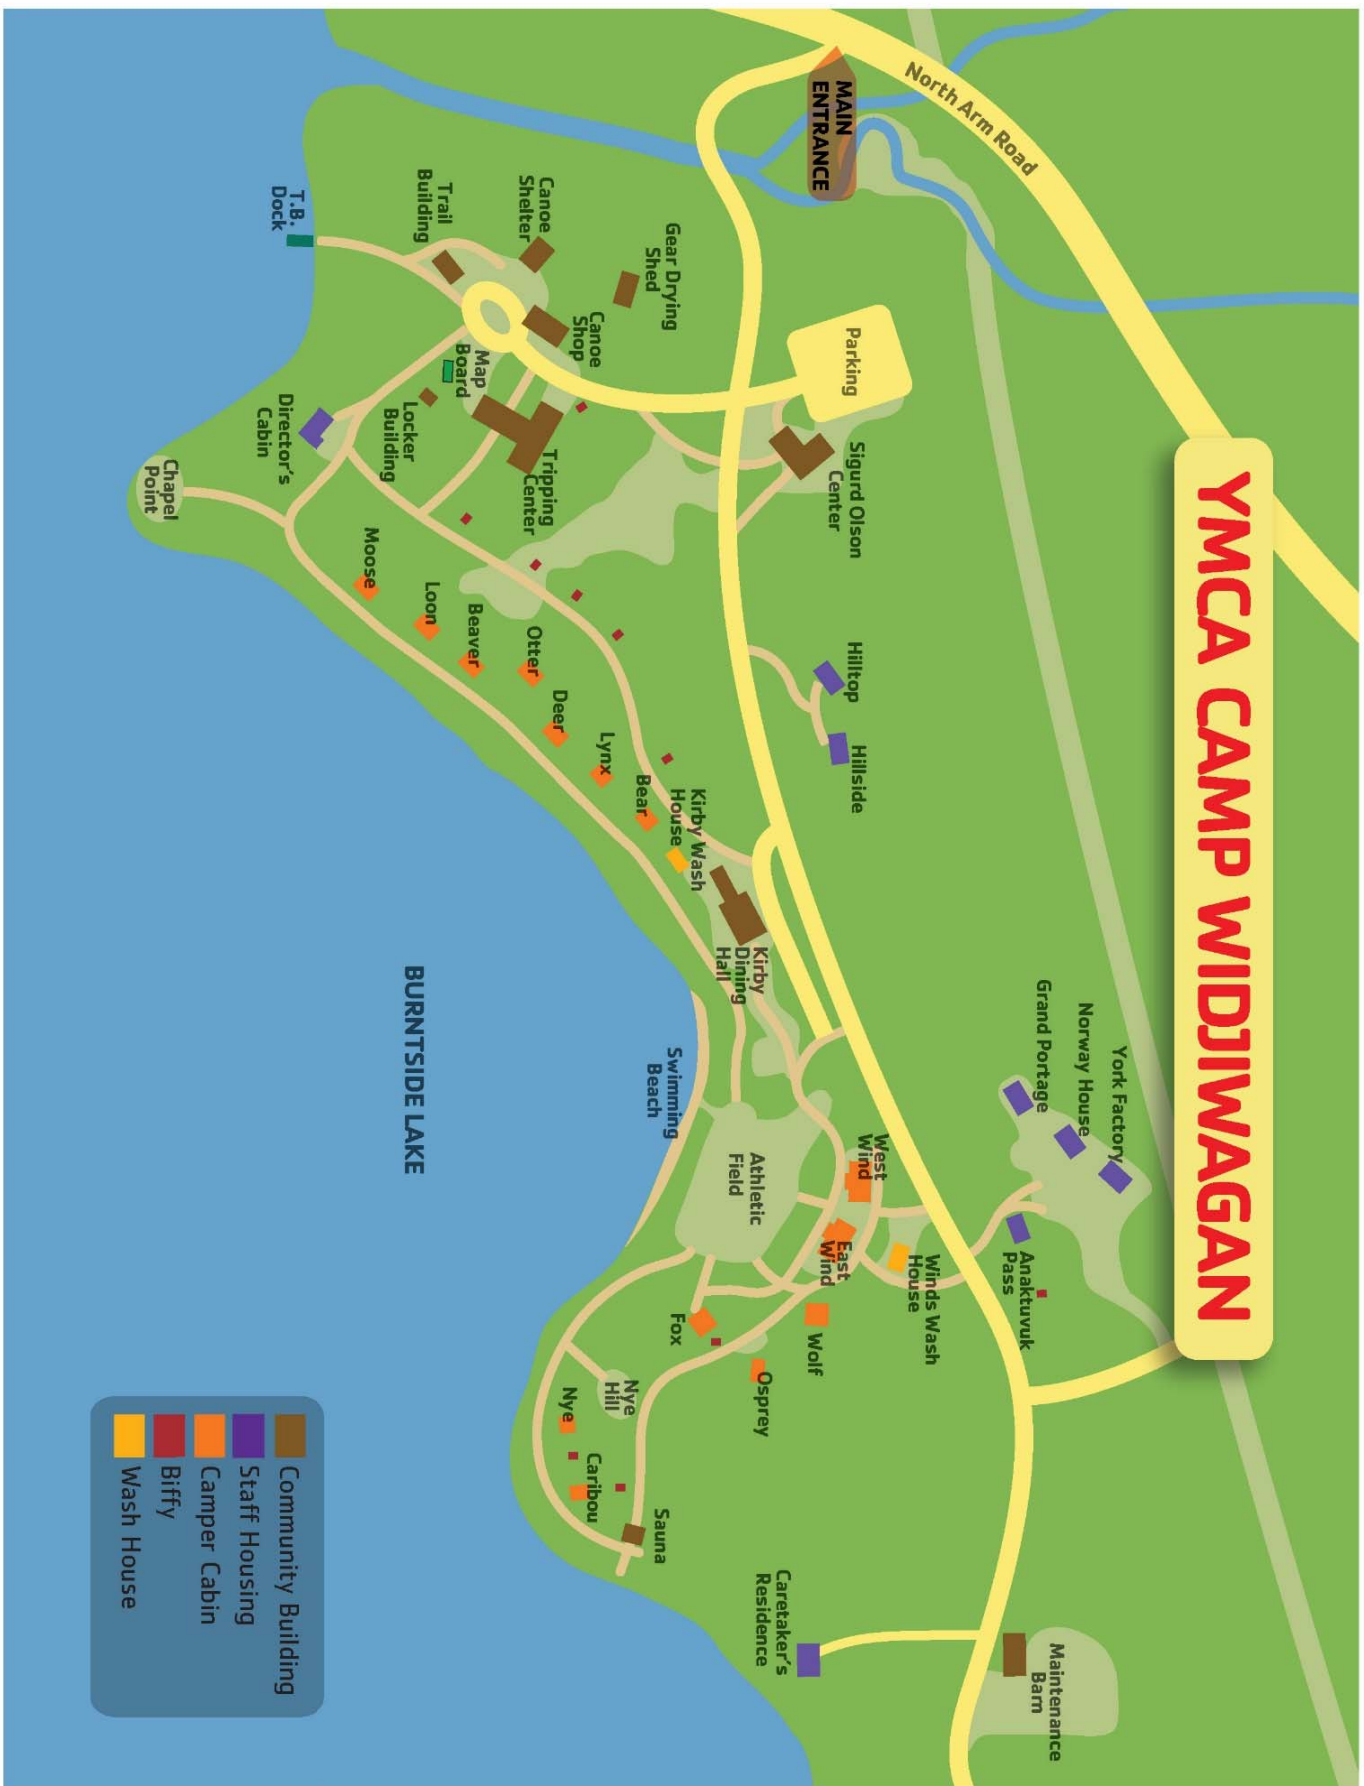 YMCA CAMP WIDJIWAGAN
North Arm Road
MAIN
ENTRANCE
Parking
Sigurd Olson
Center
Gear Drying
Shed
Canoe
Shelter
Canoe
Shop
Trail
Building
T.B.
Dock
Map
Board
Locker
Building
Tripping
Center
Director's
Cabin
Chapel
Point
Hilltop
Hillside
Moose
Loon
Beaver
Otter
Deer
Lynx
Bear
Kirby Wash
House
Kirby
Dining
Hall
Swimming
Beach
BURNTSIDE LAKE
York Factory
Norway House
Grand Portage
Anaktuvuk
Pass
West
Wind
East
Wind
Winds Wash
House
Athletic
Field
Wolf
Fox
Osprey
Nye
Hill
Nye
Caribou
Sauna
Caretaker's
Residence
Maintenance
Barn
Community Building
Staff Housing
Camper Cabin
Biffy
Wash House